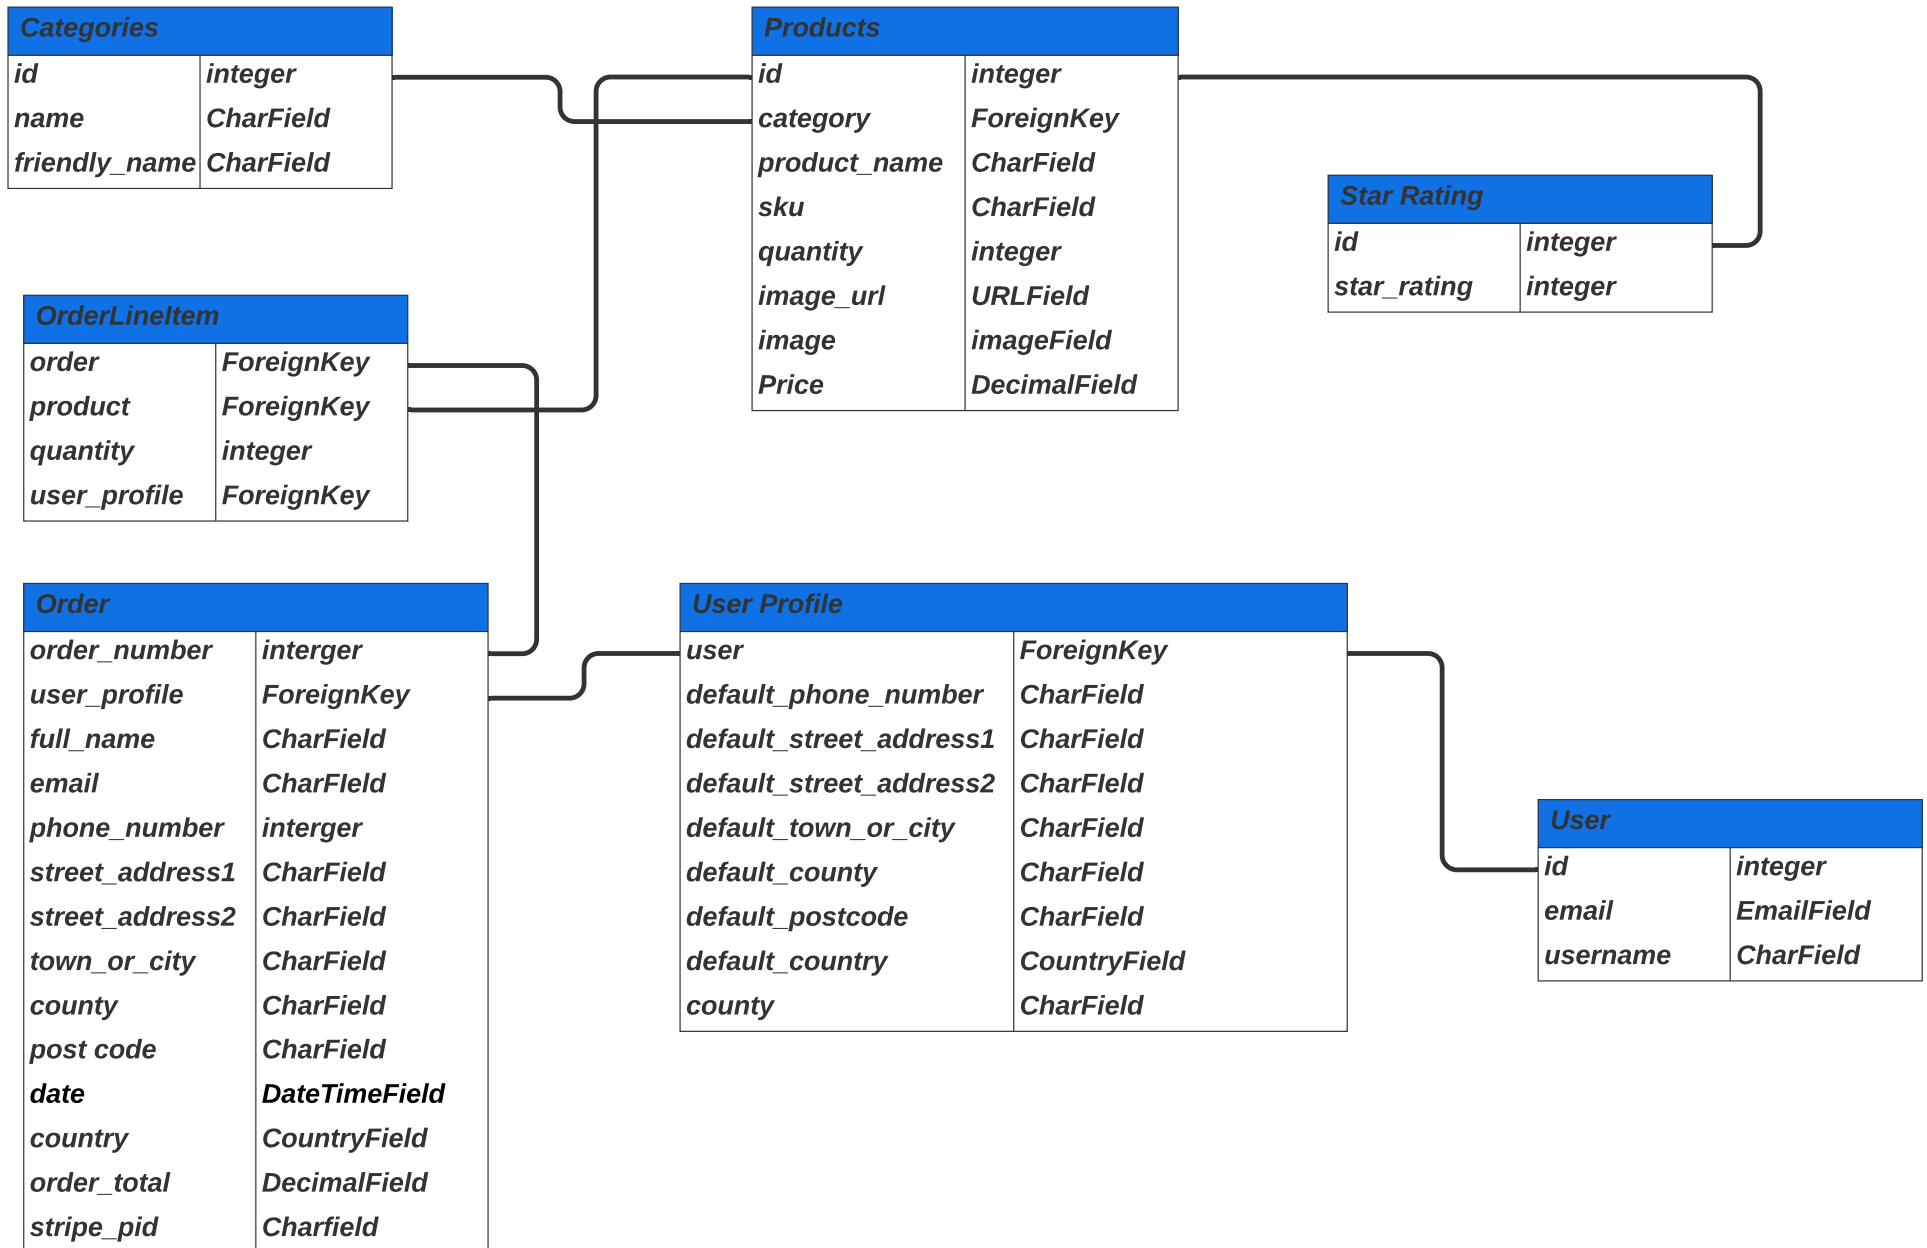 Categories
id integer
name CharField
friendly_name CharField
Products
id integer
category ForeignKey
product_name CharField
sku CharField
quantity integer
image_url URLField
image imageField
Price DecimalField
Star Rating
id integer
star_rating integer
OrderLineItem
order ForeignKey
product ForeignKey
quantity integer
user_profile ForeignKey
Order
order_number interger
user_profile ForeignKey
full_name CharField
email CharFIeld
phone_number interger
street_address1 CharField
street_address2 CharField
town_or_city CharField
county CharField
post code CharField
date DateTimeField
country CountryField
order_total DecimalField
stripe_pid Charfield
User Profile
user ForeignKey
default_phone_number CharField
default_street_address1 CharField
default_street_address2 CharFIeld
default_town_or_city CharField
default_county CharField
default_postcode CharField
default_country CountryField
county CharField
User
id integer
email EmailField
username CharField